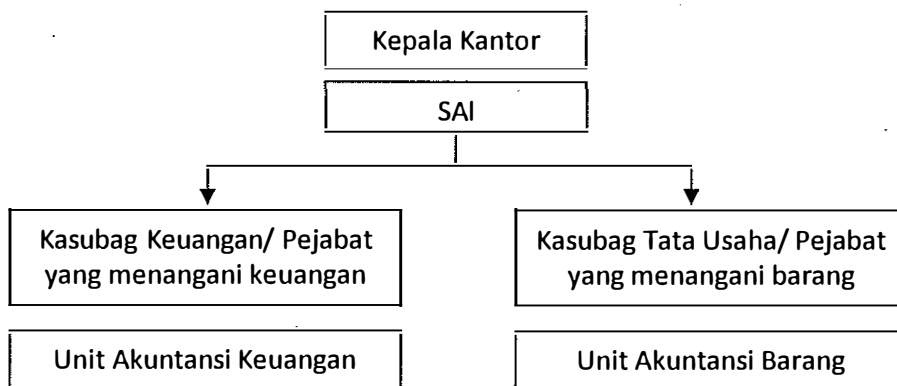 Kepala Kantor
SAI
Kasubag Keuangan/ Pejabat
yang menangani keuangan
Kasubag Tata Usaha/ Pejabat
yang menangani barang
Unit Akuntansi Keuangan
Unit Akuntansi Barang